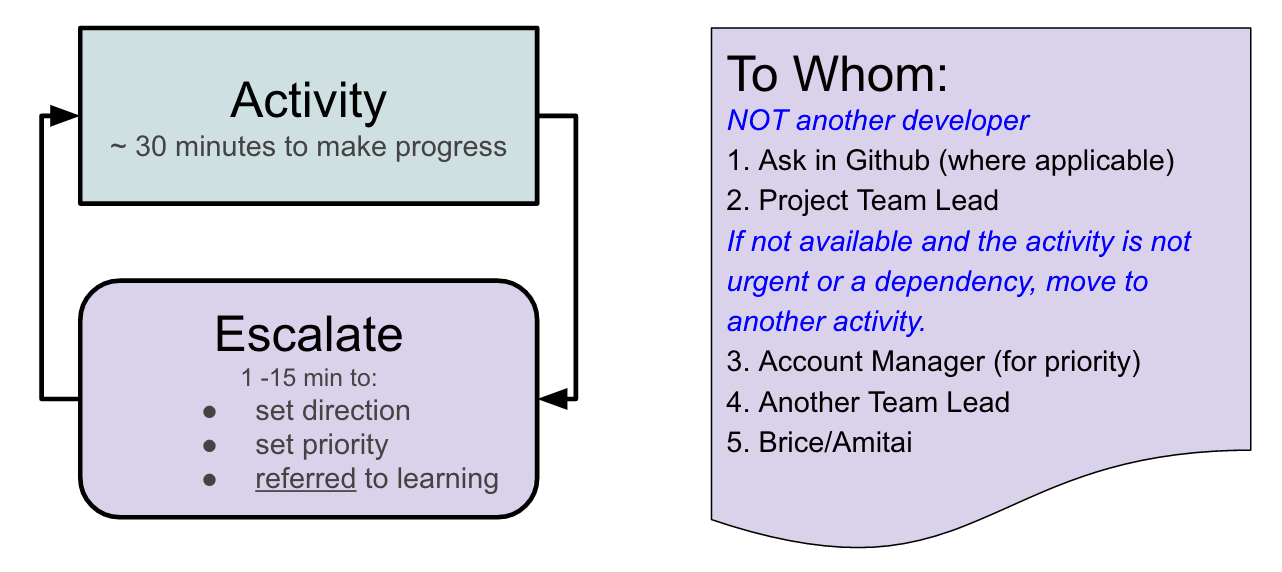 Activity
~ 30 minutes to make progress
Escalate
1 -15 min to:
● set direction
● set priority
● referred to learning
To Whom:
NOT another developer
1. Ask in Github (where applicable)
2. Project Team Lead
If not available and the activity is not
urgent or a dependency, move to
another activity.
3. Account Manager (for priority)
4. Another Team Lead
5. Brice/Amitai